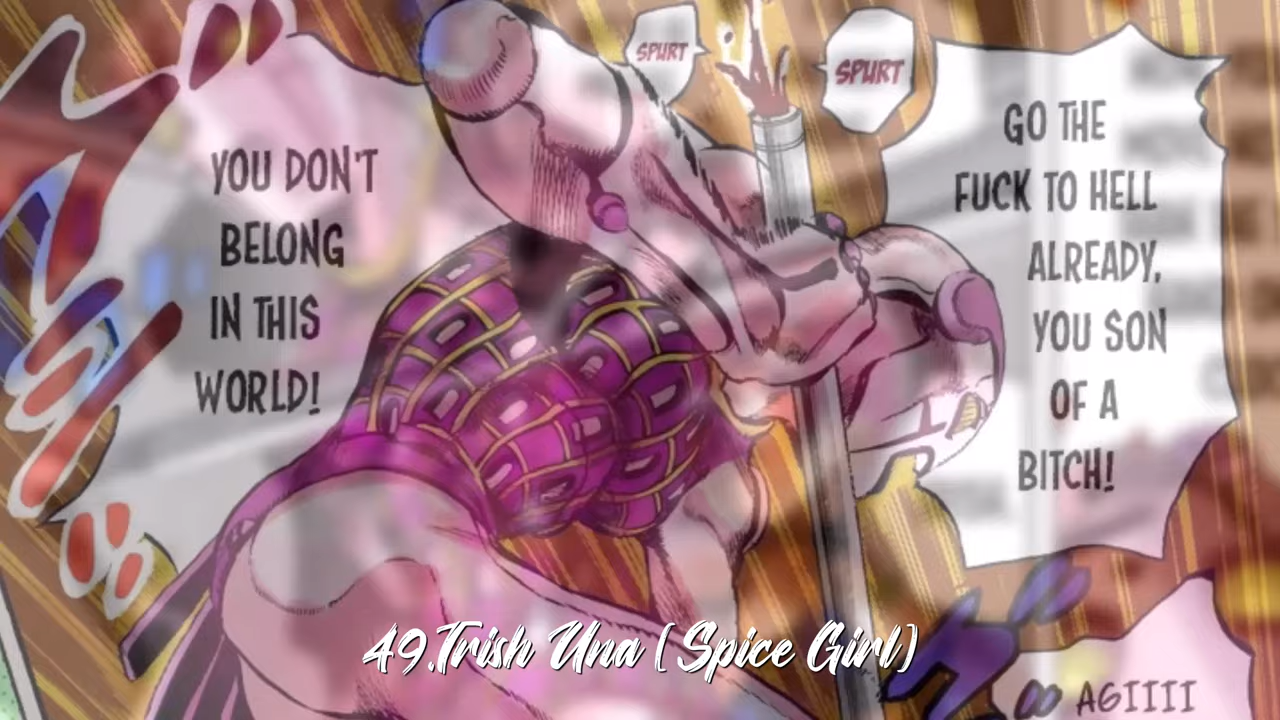 YOU DON'T
BELONG
IN THIS
WORLD!
SPURT
SPURT
GO THE
FUCK TO HELL
ALREADY,
YOU SON
OF A
BITCH!
AGIIII
49.Trish Una (Spice Girl)